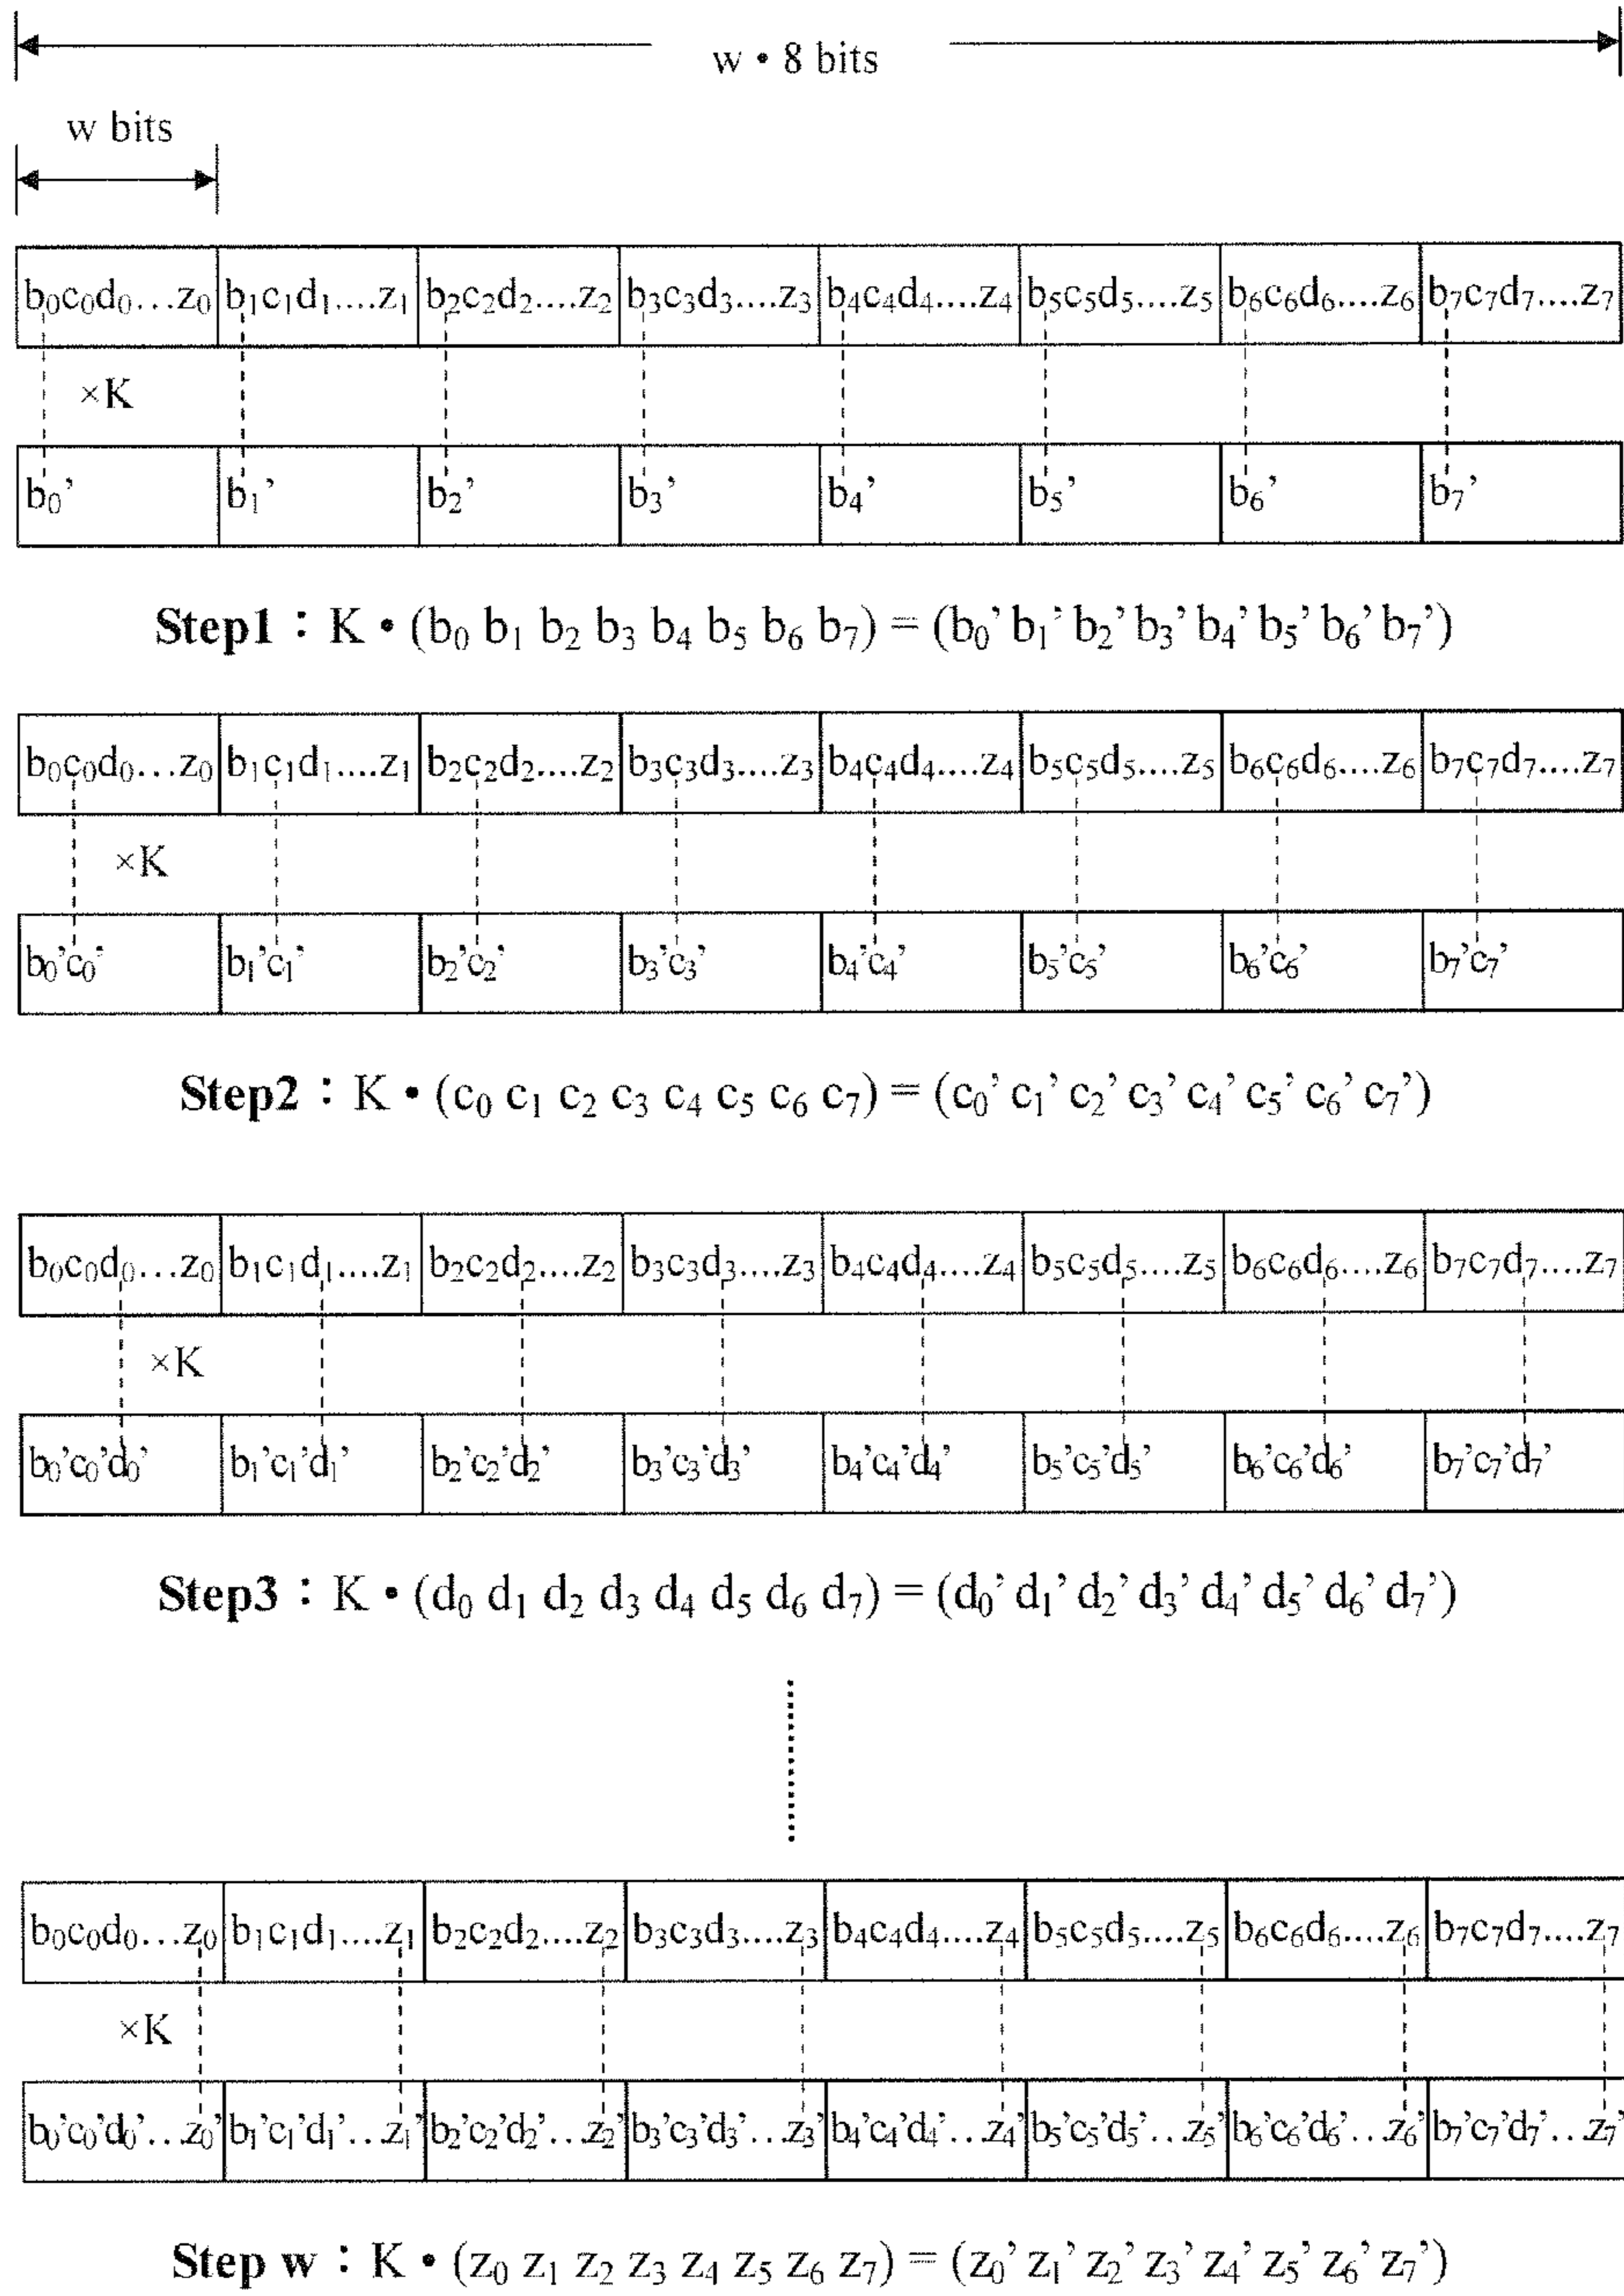 w • 8 bits
w bits
b₀c₀d₀…z₀ b₁c₁d₁....z₁ b₂c₂d₂....z₂ b₃c₃d₃....z₃ b₄c₄d₄....z₄ b₅c₅d₅....z₅ b₆c₆d₆....z₆ b₇c₇d₇....z₇
×K
b₀’ b₁’ b₂’ b₃’ b₄’ b₅’ b₆’ b₇’
Step1 : K • (b₀ b₁ b₂ b₃ b₄ b₅ b₆ b₇) = (b₀’ b₁’ b₂’ b₃’ b₄’ b₅’ b₆’ b₇’)
b₀c₀d₀…z₀ b₁c₁d₁....z₁ b₂c₂d₂....z₂ b₃c₃d₃....z₃ b₄c₄d₄....z₄ b₅c₅d₅....z₅ b₆c₆d₆....z₆ b₇c₇d₇....z₇
×K
b₀’c₀’ b₁’c₁’ b₂’c₂’ b₃’c₃’ b₄’c₄’ b₅’c₅’ b₆’c₆’ b₇’c₇’
Step2 : K • (c₀ c₁ c₂ c₃ c₄ c₅ c₆ c₇) = (c₀’ c₁’ c₂’ c₃’ c₄’ c₅’ c₆’ c₇’)
b₀c₀d₀…z₀ b₁c₁d₁....z₁ b₂c₂d₂....z₂ b₃c₃d₃....z₃ b₄c₄d₄....z₄ b₅c₅d₅....z₅ b₆c₆d₆....z₆ b₇c₇d₇....z₇
×K
b₀’c₀’d₀’ b₁’c₁’d₁’ b₂’c₂’d₂’ b₃’c₃’d₃’ b₄’c₄’d₄’ b₅’c₅’d₅’ b₆’c₆’d₆’ b₇’c₇’d₇’
Step3 : K • (d₀ d₁ d₂ d₃ d₄ d₅ d₆ d₇) = (d₀’ d₁’ d₂’ d₃’ d₄’ d₅’ d₆’ d₇’)
b₀c₀d₀…z₀ b₁c₁d₁....z₁ b₂c₂d₂....z₂ b₃c₃d₃....z₃ b₄c₄d₄....z₄ b₅c₅d₅....z₅ b₆c₆d₆....z₆ b₇c₇d₇....z₇
×K
b₀’c₀’d₀’…z₀’ b₁’c₁’d₁’…z₁’ b₂’c₂’d₂’…z₂’ b₃’c₃’d₃’…z₃’ b₄’c₄’d₄’…z₄’ b₅’c₅’d₅’…z₅’ b₆’c₆’d₆’…z₆’ b₇’c₇’d₇’…z₇’
Step w : K • (z₀ z₁ z₂ z₃ z₄ z₅ z₆ z₇) = (z₀’ z₁’ z₂’ z₃’ z₄’ z₅’ z₆’ z₇’)